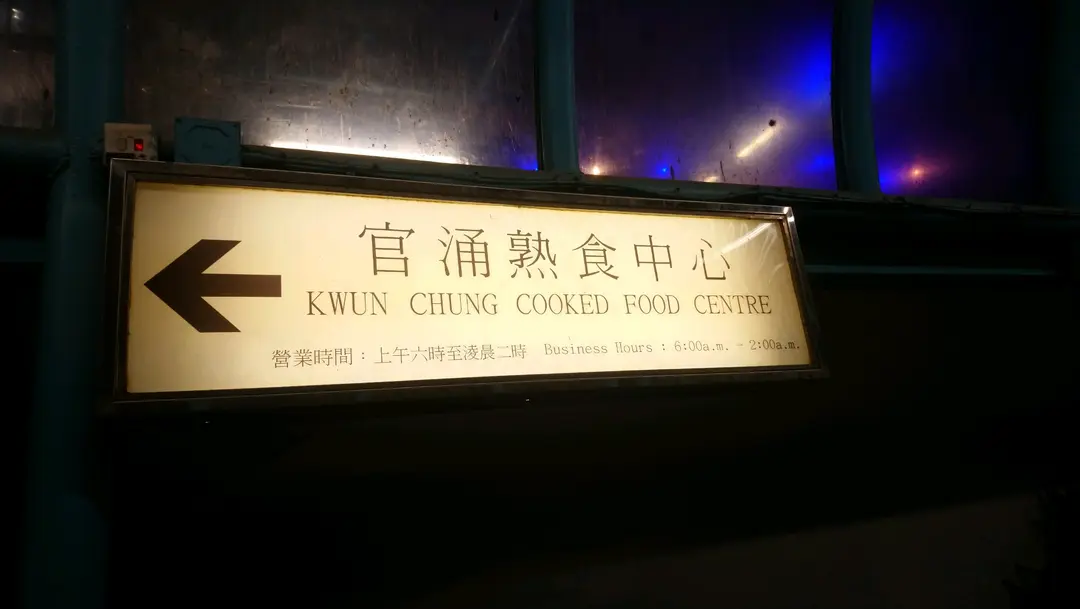 官涌熟食中心
KWUN CHUNG COOKED FOOD CENTRE
營業時間：上午六時至淩晨二時 Business Hours : 6:00a.m. - 2:00a.m.